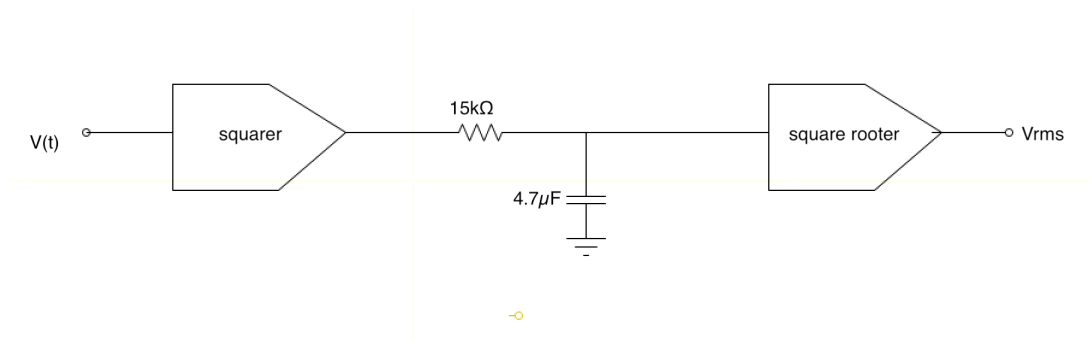 15kΩ
squarer
square rooter
V(t)
Vrms
4.7μF